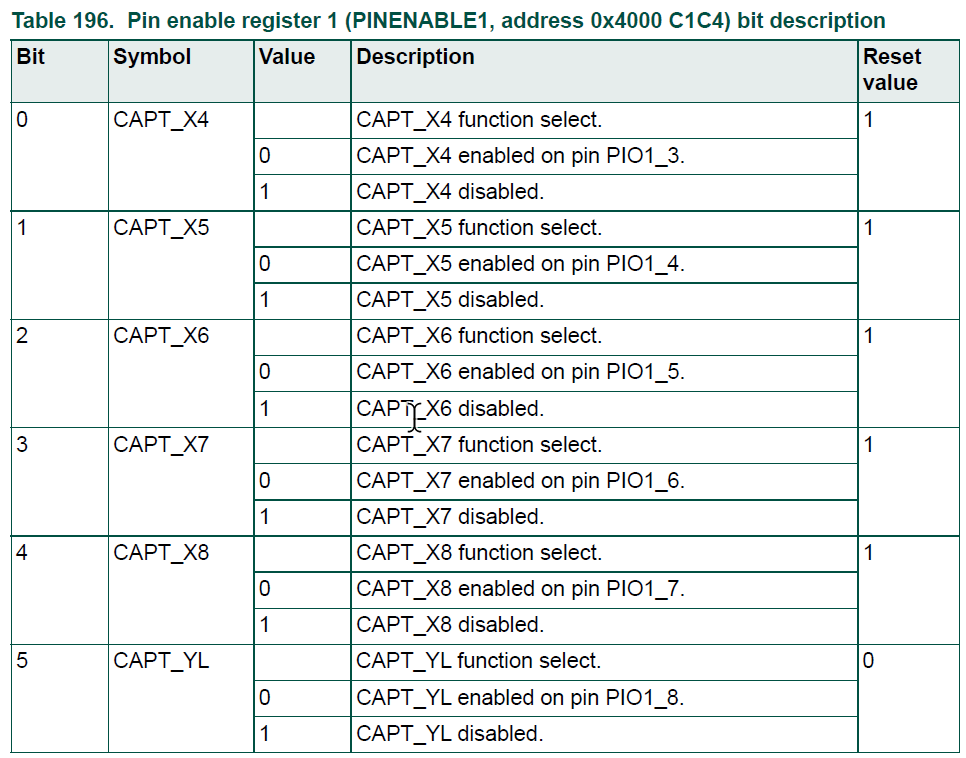 Table 196. Pin enable register 1 (PINENABLE1, address 0x4000 C1C4) bit description
Bit Symbol Value Description Reset
value
0 CAPT_X4 CAPT_X4 function select. 1
0 CAPT_X4 enabled on pin PIO1_3.
1 CAPT_X4 disabled.
1 CAPT_X5 CAPT_X5 function select. 1
0 CAPT_X5 enabled on pin PIO1_4.
1 CAPT_X5 disabled.
2 CAPT_X6 CAPT_X6 function select. 1
0 CAPT_X6 enabled on pin PIO1_5.
1 CAPT_X6 disabled.
3 CAPT_X7 CAPT_X7 function select. 1
0 CAPT_X7 enabled on pin PIO1_6.
1 CAPT_X7 disabled.
4 CAPT_X8 CAPT_X8 function select. 1
0 CAPT_X8 enabled on pin PIO1_7.
1 CAPT_X8 disabled.
5 CAPT_YL CAPT_YL function select. 0
0 CAPT_YL enabled on pin PIO1_8.
1 CAPT_YL disabled.